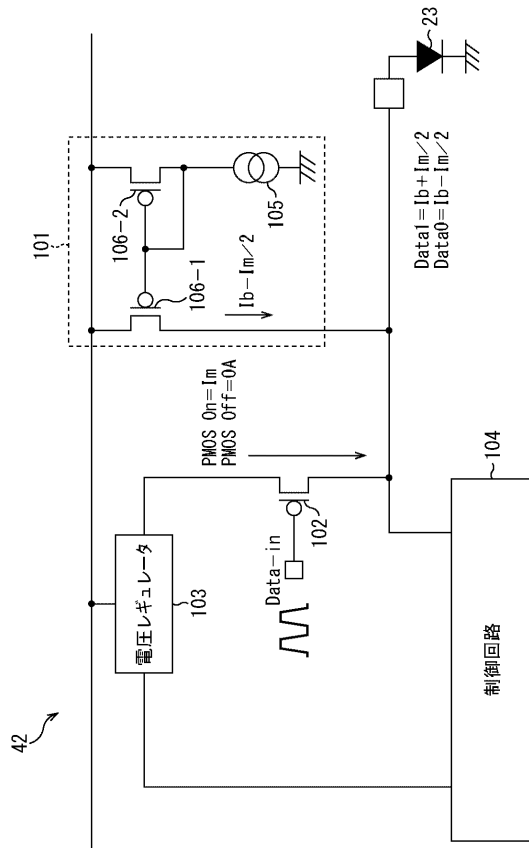 42
101
106-2
106-1
105
Ib-Im/2
23
Data1=Ib+Im/2
Data0=Ib-Im/2
PMOS On=Im
PMOS Off=0A
電圧レギュレータ
103
Data-in
102
制御回路
104